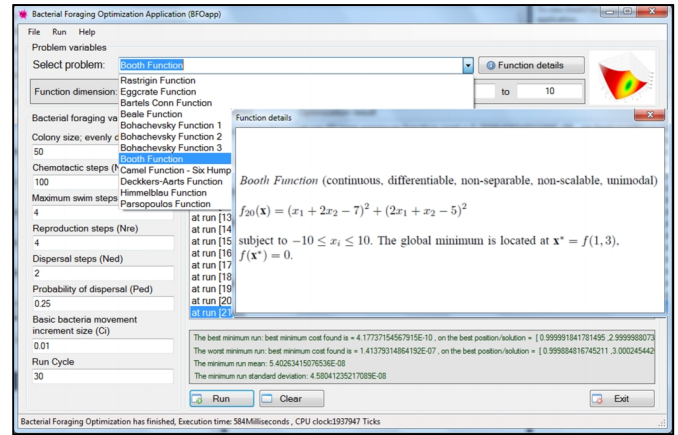 Bacterial Foraging Optimization Application (BFOapp)
File Run Help
Problem variables
Select problem: Booth Function Function details
Function dimension: to 10
Rastrigin Function
Eggcrate Function
Bartels Conn Function
Beale Function
Bohachevsky Function 1
Bohachevsky Function 2
Bohachevsky Function 3
Booth Function
Camel Function - Six Hump
Deckkers-Aarts Function
Himmelblau Function
Parsopoulos Function
Bacterial foraging va
Colony size; evenly d
50
Chemotactic steps (N
100
Maximum swim steps
4
Reproduction steps (Nre)
4
Dispersal steps (Ned)
2
Probability of dispersal (Ped)
0.25
Basic bacteria movement
increment size (Ci)
0.01
Run Cycle
30
Function details
Booth Function (continuous, differentiable, non-separable, non-scalable, unimodal)
f₂₀(x) = (x₁ + 2x₂ − 7)² + (2x₁ + x₂ − 5)²
subject to −10 ≤ xᵢ ≤ 10. The global minimum is located at x* = f(1, 3),
f(x*) = 0.
at run [13
at run [14
at run [15
at run [16
at run [17
at run [18
at run [19
at run [20
at run [21
The best minimum run: best minimum cost found is = 4.17737154567915E-10 , on the best position/solution = [ 0.999991841781495 ,2.9999988073
The worst minimum run: best minimum cost found is = 1.41379314864192E-07 , on the best position/solution = [ 0.999884816745211 ,3.000245442
The minimum run mean: 5.40263415076536E-08
The minimum run standard deviation: 4.58041235217089E-08
Run Clear Exit
Bacterial Foraging Optimization has finished, Execution time: 584Milliseconds , CPU clock:1937947 Ticks